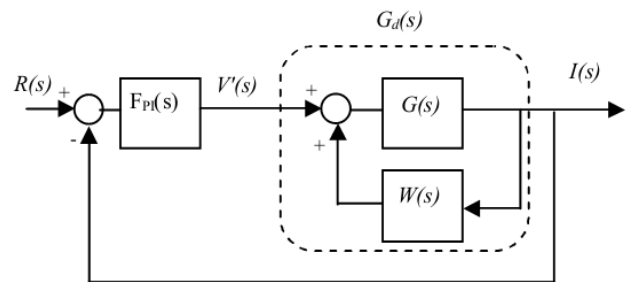 G_d(s)
R(s)
+
-
F_PI(s)
V'(s)
+
+
G(s)
I(s)
W(s)